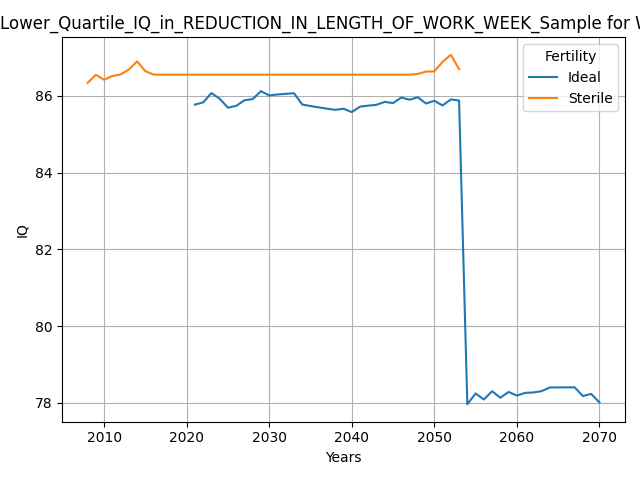 Lower_Quartile_IQ_in_REDUCTION_IN_LENGTH_OF_WORK_WEEK_Sample for
Fertility
Ideal
Sterile
IQ
86
84
82
80
78
2010 2020 2030 2040 2050 2060 2070
Years